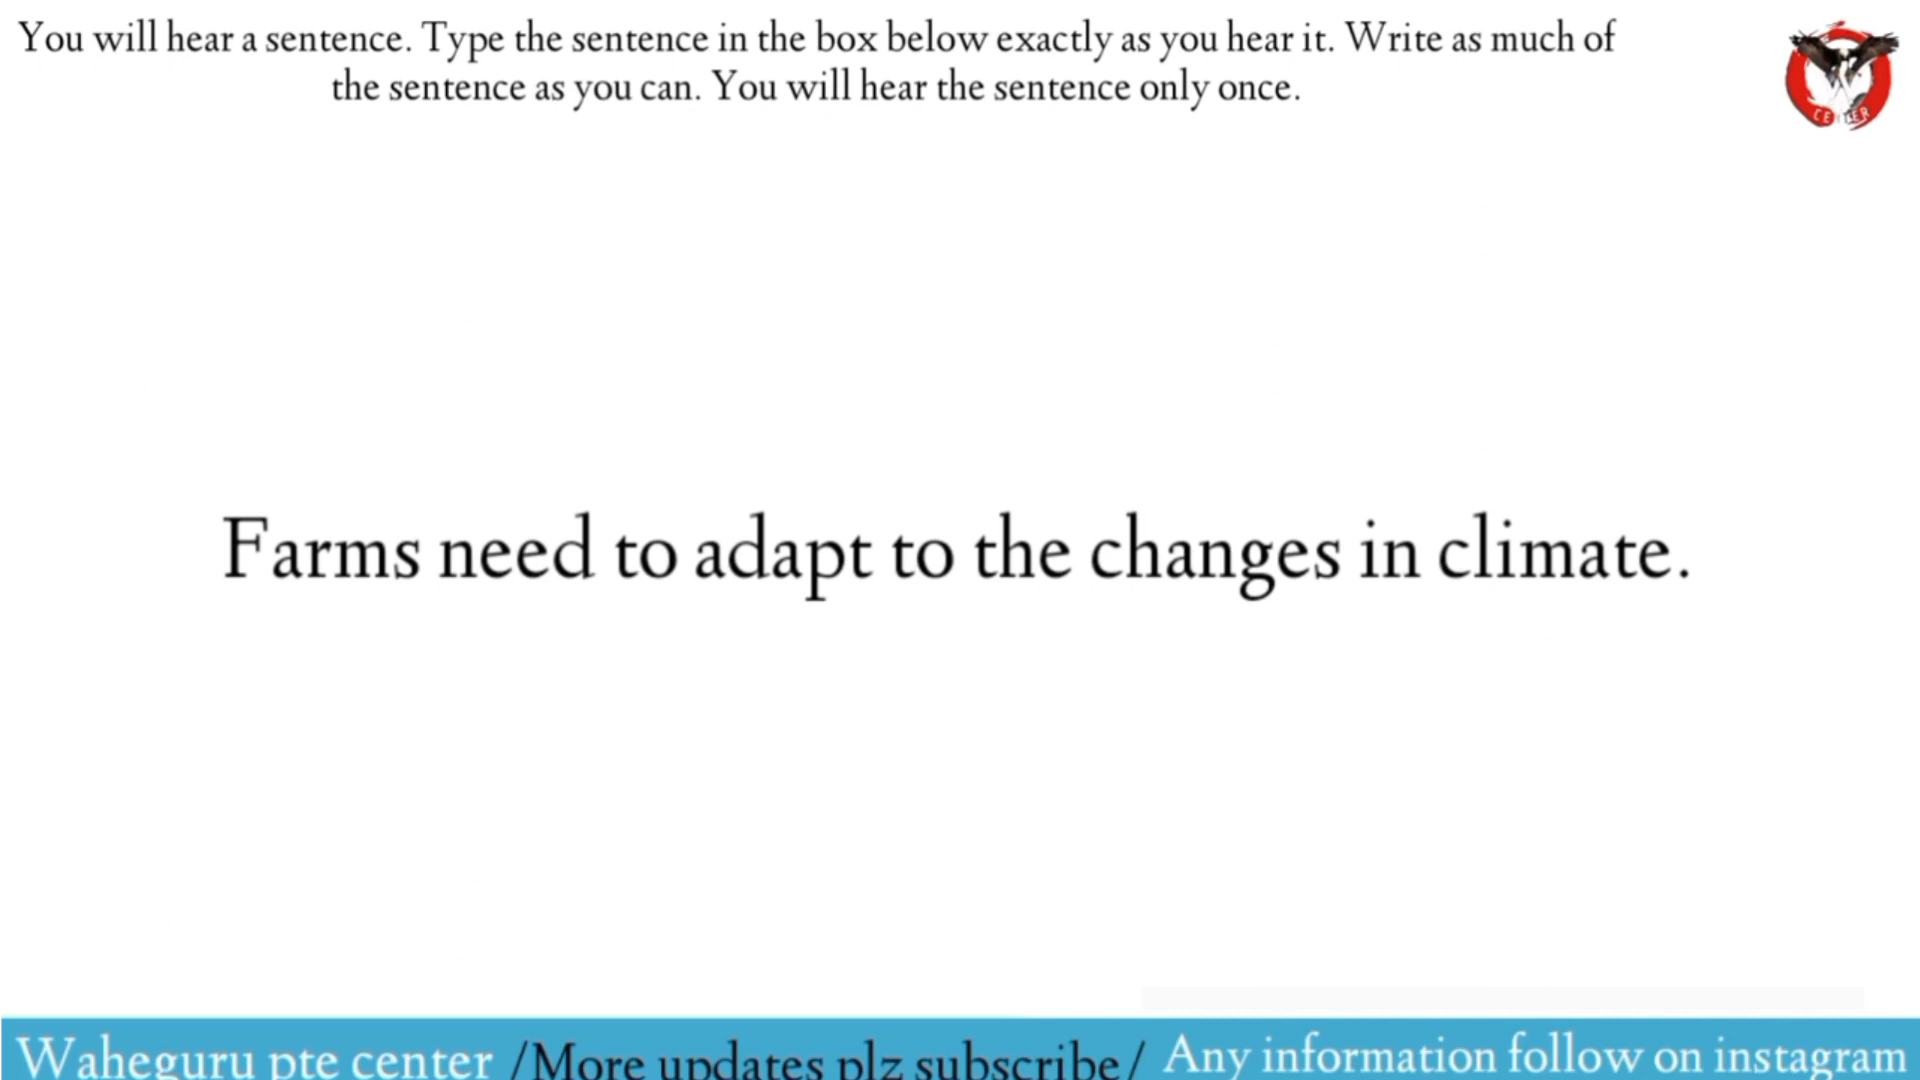 You will hear a sentence. Type the sentence in the box below exactly as you hear it. Write as much of
the sentence as you can. You will hear the sentence only once.
CENTER
Farms need to adapt to the changes in climate.
Waheguru pte center /More updates plz subscribe/ Any information follow on instagram